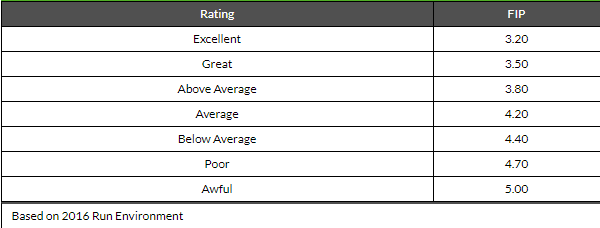 Rating FIP
Excellent 3.20
Great 3.50
Above Average 3.80
Average 4.20
Below Average 4.40
Poor 4.70
Awful 5.00
Based on 2016 Run Environment